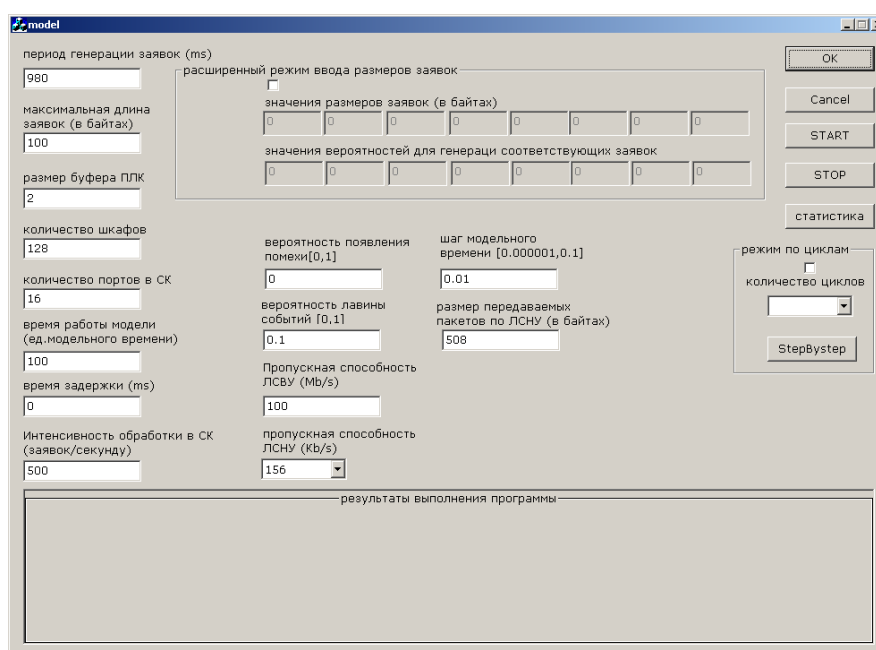 model
период генерации заявок (ms)
980
максимальная длина
заявок (в байтах)
100
размер буфера ПЛК
2
количество шкафов
128
количество портов в СК
16
время работы модели
(ед.модельного времени)
100
время задержки (ms)
0
Интенсивность обработки в СК
(заявок/секунду)
500
расширенный режим ввода размеров заявок
значения размеров заявок (в байтах)
0 0 0 0 0 0 0 0
значения вероятностей для генераци соответствующих заявок
0 0 0 0 0 0 0 0
вероятность появления
помехи[0,1]
0
вероятность лавины
событий [0,1]
0.1
Пропускная способность
ЛСВУ (Mb/s)
100
пропускная способность
ЛСНУ (Kb/s)
156
шаг модельного
времени [0.000001,0.1]
0.01
размер передаваемых
пакетов по ЛСНУ (в байтах)
508
OK
Cancel
START
STOP
статистика
режим по циклам
количество циклов
StepBystep
результаты выполнения программы